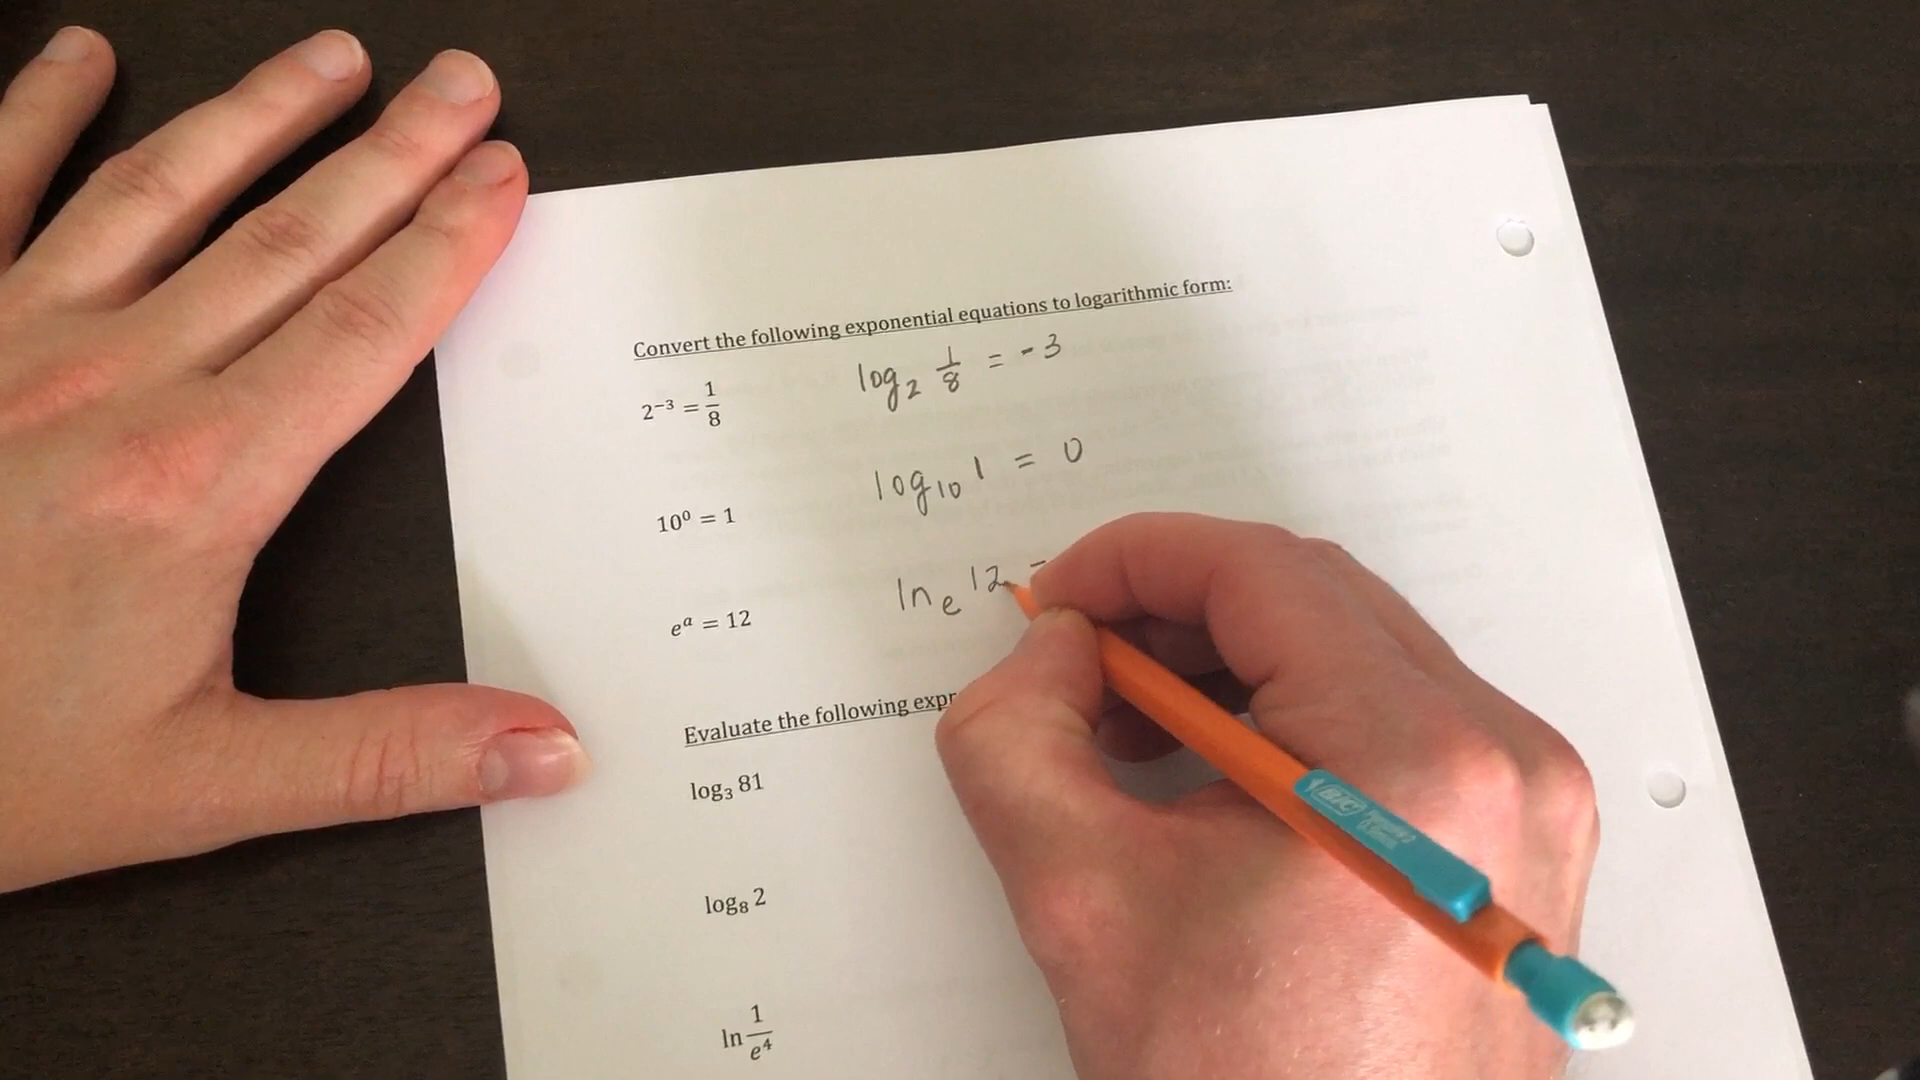 Convert the following exponential equations to logarithmic form:
2⁻³ = 1/8 log₂ 1/8 = -3
10⁰ = 1 log₁₀ 1 = 0
eᵃ = 12 lnₑ 12 =
Evaluate the following expr
log₃ 81
log₈ 2
ln 1/e⁴
BIC